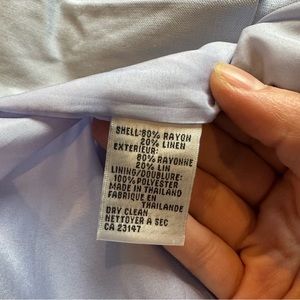 SHELL:80% RAYON
20% LINEN
EXTERIEUR:
80% RAYONNE
20% LIN
LINING/DOUBLURE:
100% POLYESTER
MADE IN THAILAND
FABRIQUE EN
THAILANDE
DRY CLEAN
NETTOYER A SEC
CA 23147